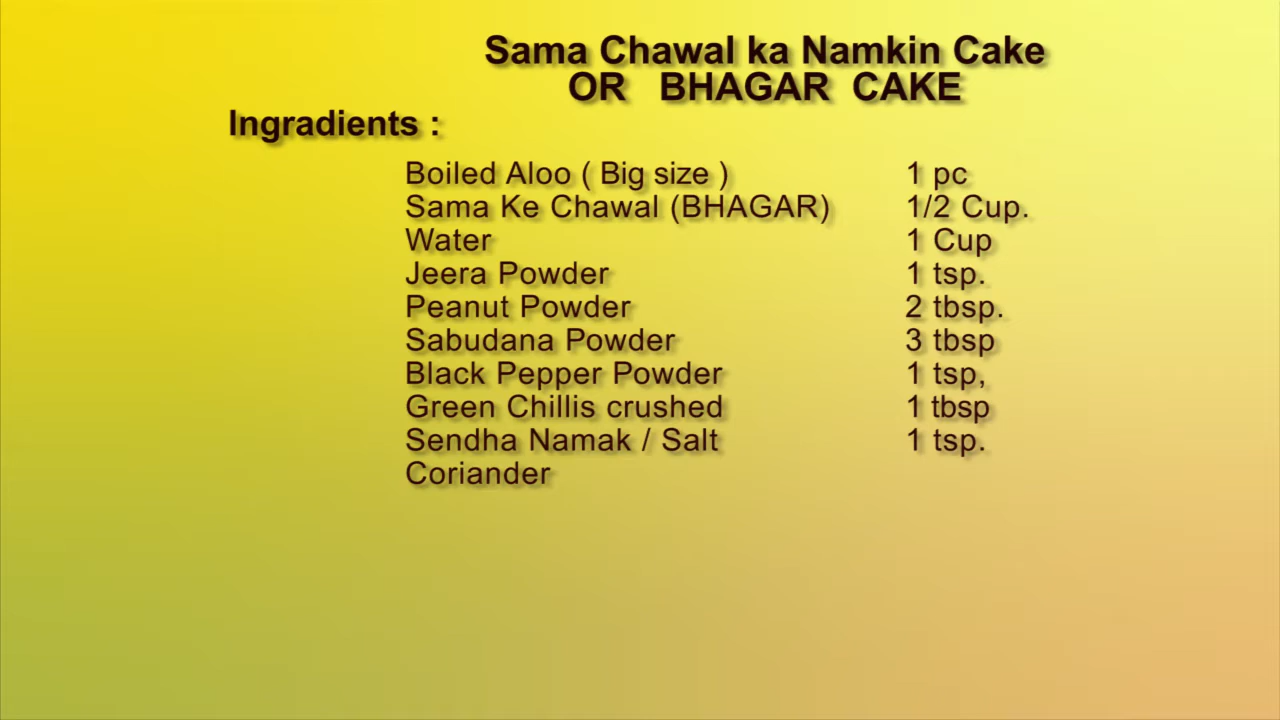 Sama Chawal ka Namkin Cake
OR BHAGAR CAKE
Ingradients :
Boiled Aloo ( Big size ) 1 pc
Sama Ke Chawal (BHAGAR) 1/2 Cup.
Water 1 Cup
Jeera Powder 1 tsp.
Peanut Powder 2 tbsp.
Sabudana Powder 3 tbsp
Black Pepper Powder 1 tsp,
Green Chillis crushed 1 tbsp
Sendha Namak / Salt 1 tsp.
Coriander